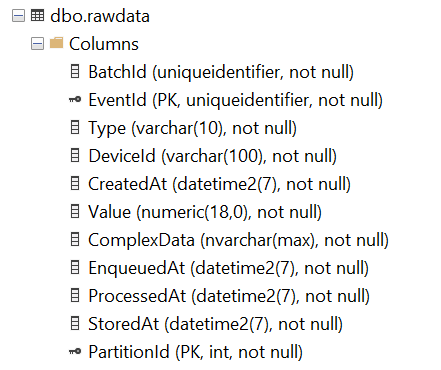 dbo.rawdata
Columns
BatchId (uniqueidentifier, not null)
EventId (PK, uniqueidentifier, not null)
Type (varchar(10), not null)
DeviceId (varchar(100), not null)
CreatedAt (datetime2(7), not null)
Value (numeric(18,0), not null)
ComplexData (nvarchar(max), not null)
EnqueuedAt (datetime2(7), not null)
ProcessedAt (datetime2(7), not null)
StoredAt (datetime2(7), not null)
PartitionId (PK, int, not null)